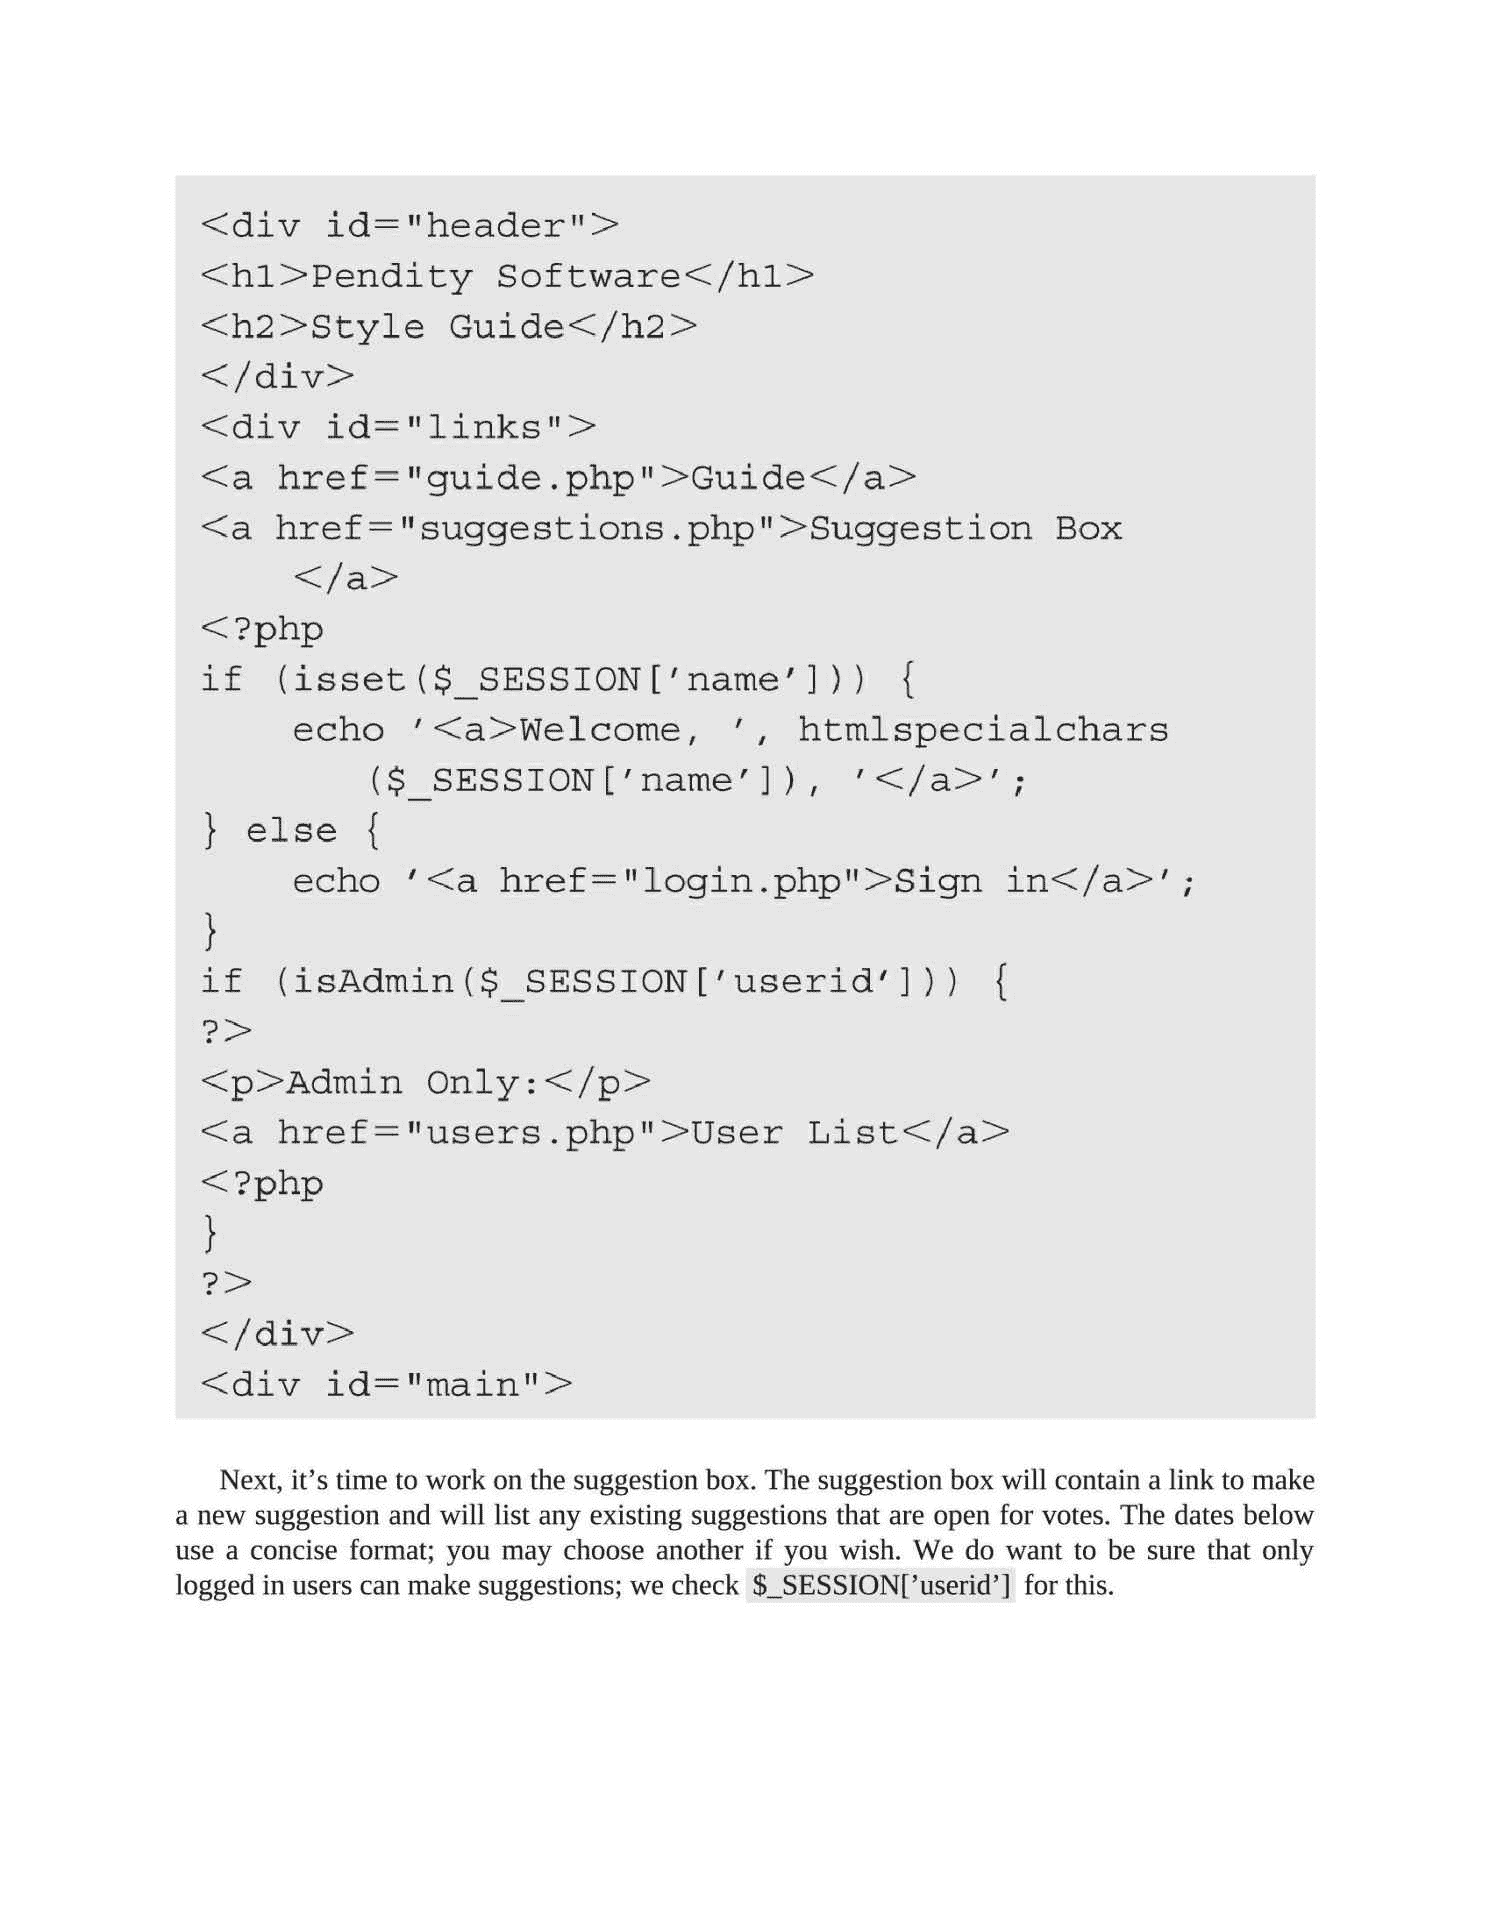 <div id="header">
<h1>Pendity Software</h1>
<h2>Style Guide</h2>
</div>
<div id="links">
<a href="guide.php">Guide</a>
<a href="suggestions.php">Suggestion Box
    </a>
<?php
if (isset($_SESSION['name'])) {
    echo '<a>Welcome, ', htmlspecialchars
       ($_SESSION['name']), '</a>';
} else {
    echo '<a href="login.php">Sign in</a>';
}
if (isAdmin($_SESSION['userid'])) {
?>
<p>Admin Only:</p>
<a href="users.php">User List</a>
<?php
}
?>
</div>
<div id="main">
Next, it’s time to work on the suggestion box. The suggestion box will contain a link to make
a new suggestion and will list any existing suggestions that are open for votes. The dates below
use a concise format; you may choose another if you wish. We do want to be sure that only
logged in users can make suggestions; we check $_SESSION[’userid’] for this.